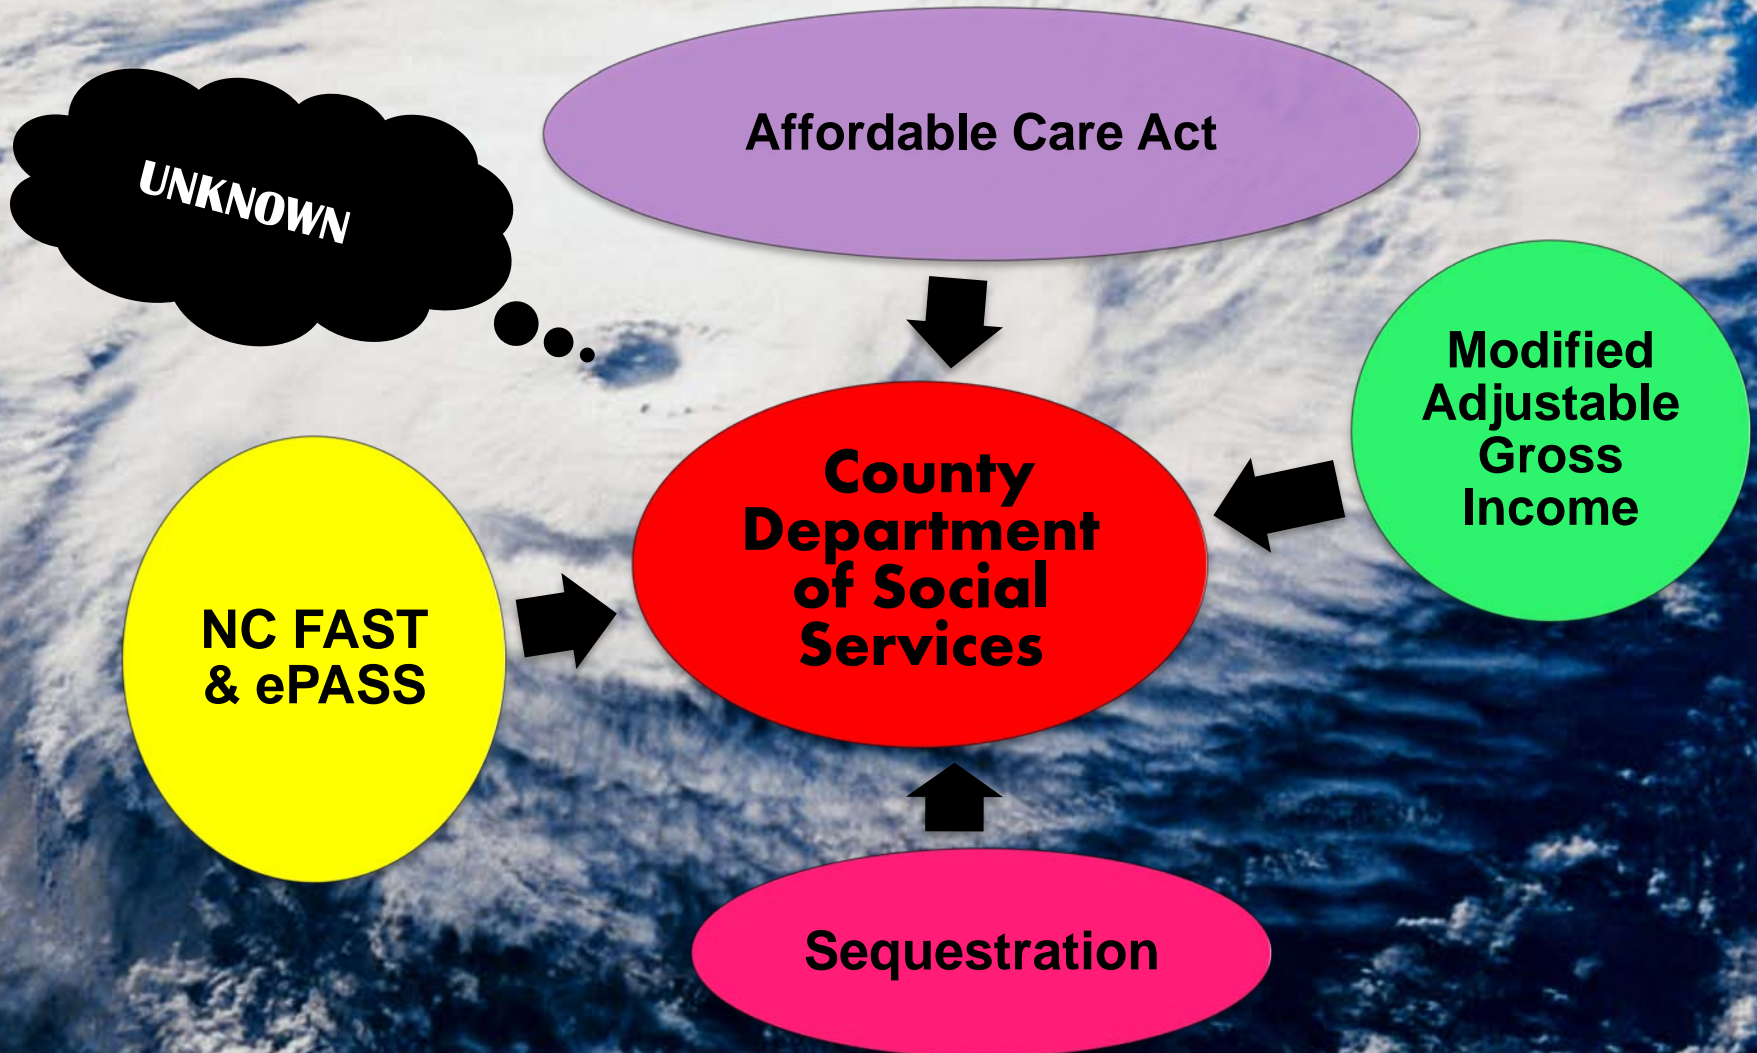 Affordable Care Act
UNKNOWN
Modified
Adjustable
Gross
Income
County
Department
of Social
Services
NC FAST
& ePASS
Sequestration